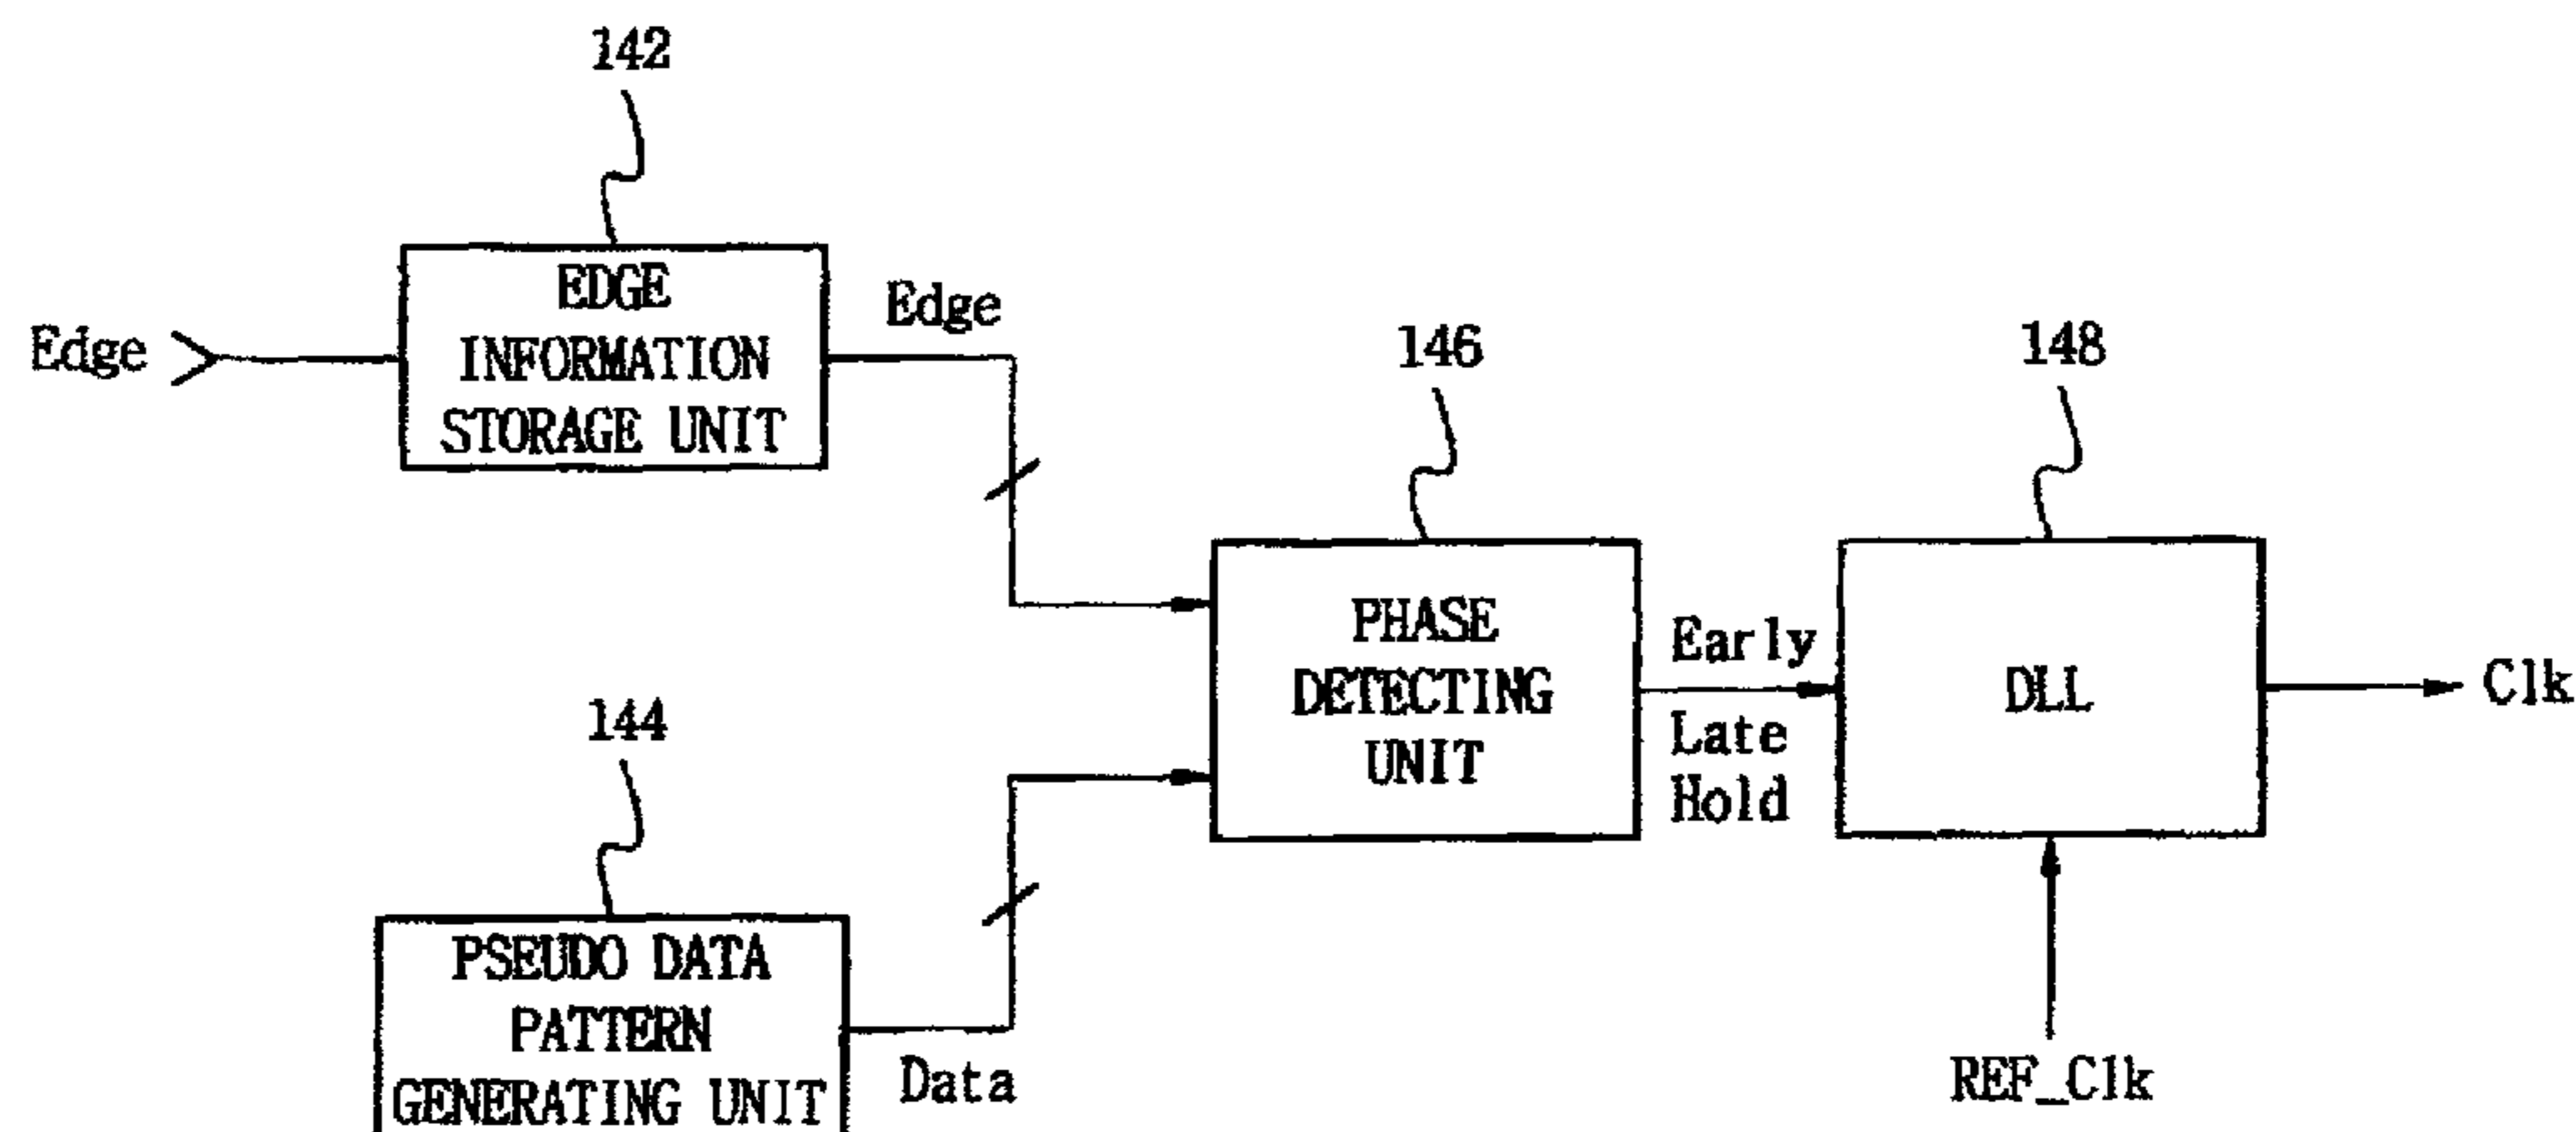 142
EDGE
INFORMATION
STORAGE UNIT
Edge
Edge
146
148
PHASE
DETECTING
UNIT
Early
Late
Hold
DLL
Clk
144
PSEUDO DATA
PATTERN
GENERATING UNIT
Data
REF_Clk